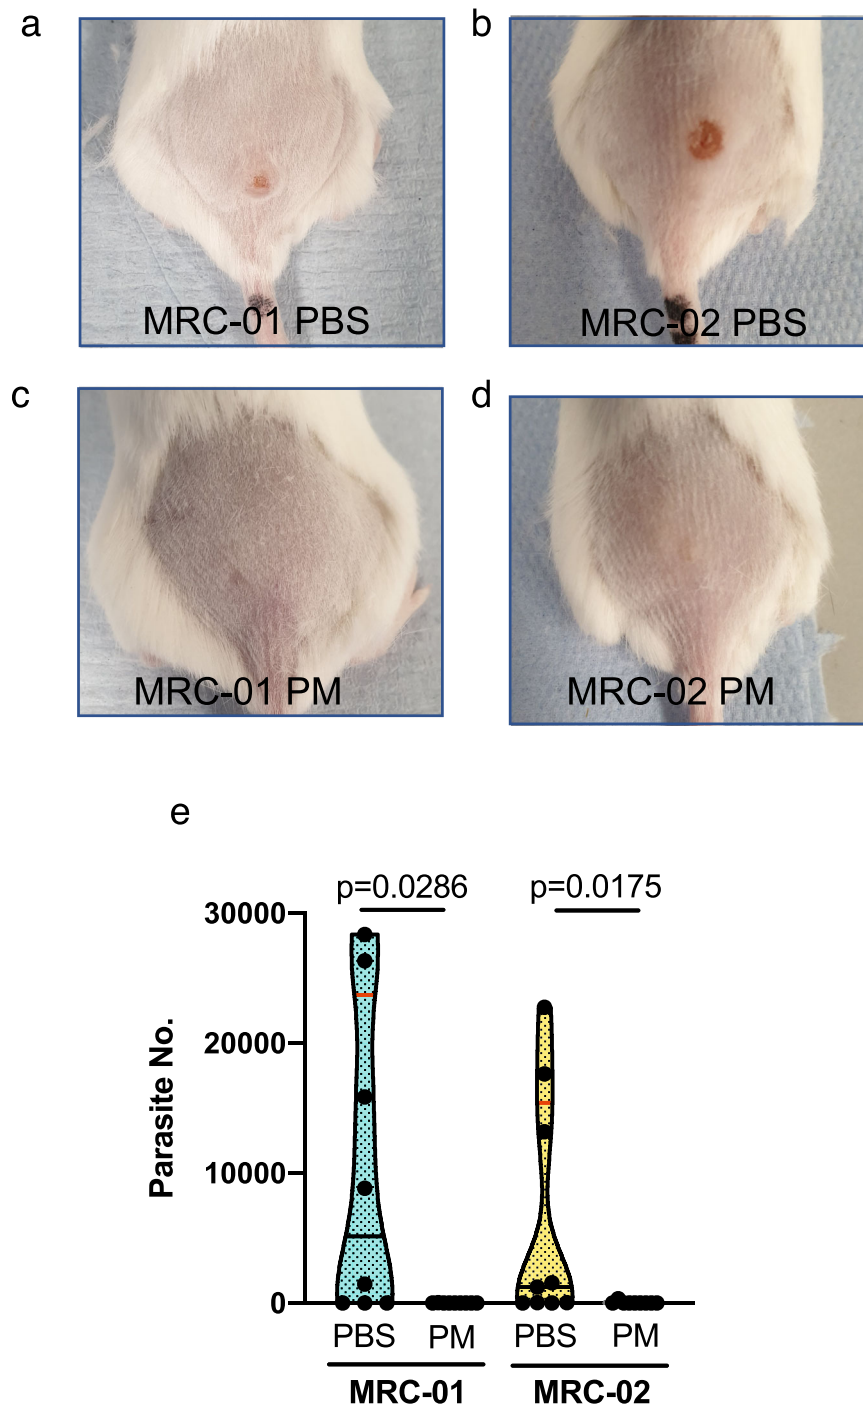 a
b
MRC-01 PBS
MRC-02 PBS
c
d
MRC-01 PM
MRC-02 PM
e
p=0.0286
p=0.0175
30000
20000
10000
0
Parasite No.
PBS
PM
PBS
PM
MRC-01
MRC-02